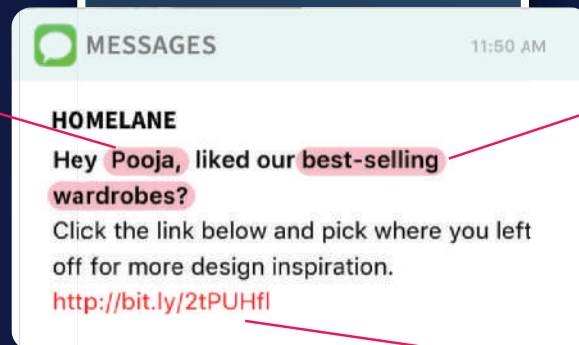 MESSAGES
11:50 AM
HOMELANE
Hey Pooja, liked our best-selling
wardrobes?
Click the link below and pick where you left
off for more design inspiration.
http://bit.ly/2tPUHfl